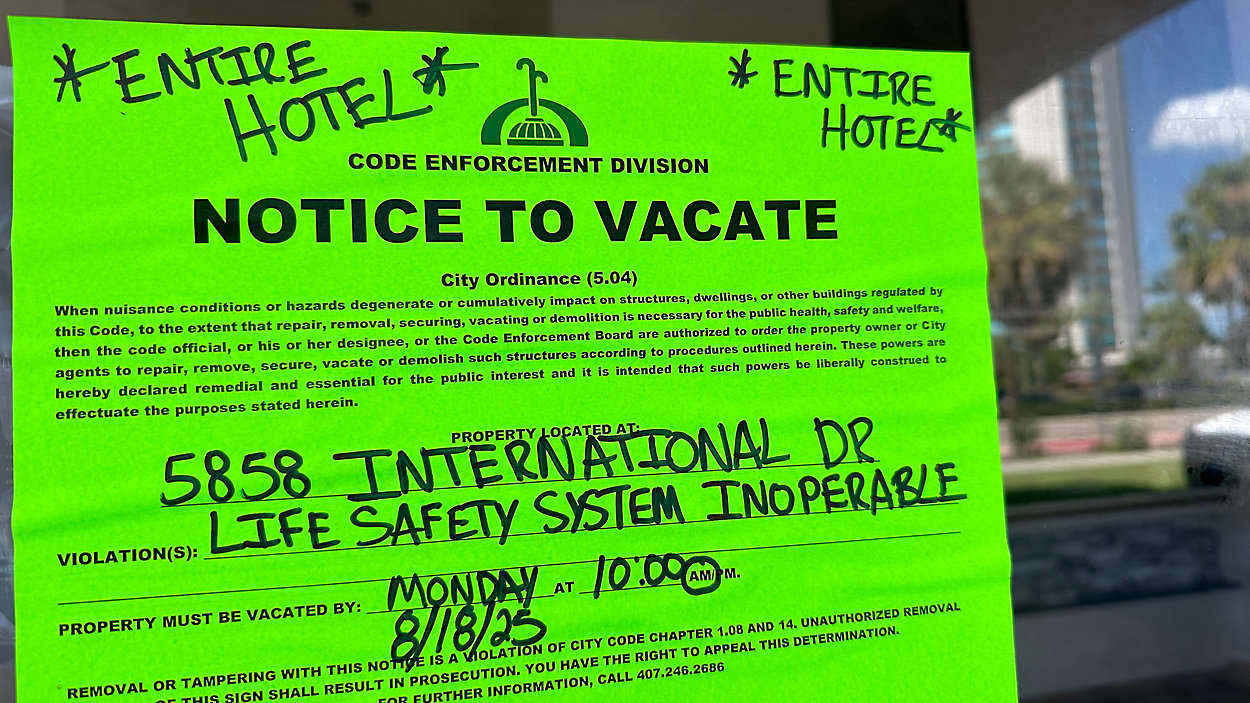 *ENTIRE HOTEL*
*ENTIRE HOTEL*
CODE ENFORCEMENT DIVISION
NOTICE TO VACATE
City Ordinance (5.04)
When nuisance conditions or hazards degenerate or cumulatively impact on structures, dwellings, or other buildings regulated by
this Code, to the extent that repair, removal, securing, vacating or demolition is necessary for the public health, safety and welfare,
then the code official, or his or her designee, or the Code Enforcement Board are authorized to order the property owner or City
agents to repair, remove, secure, vacate or demolish such structures according to procedures outlined herein. These powers are
hereby declared remedial and essential for the public interest and it is intended that such powers be liberally construed to
effectuate the purposes stated herein.
PROPERTY LOCATED AT:
5858 INTERNATIONAL DR
VIOLATION(S): LIFE SAFETY SYSTEM INOPERABLE
PROPERTY MUST BE VACATED BY: MONDAY AT 10:00 AM/PM.
8/18/25
REMOVAL OR TAMPERING WITH THIS NOTICE IS A VIOLATION OF CITY CODE CHAPTER 1.08 AND 14. UNAUTHORIZED REMOVAL
OF THIS SIGN SHALL RESULT IN PROSECUTION. YOU HAVE THE RIGHT TO APPEAL THIS DETERMINATION.
FOR FURTHER INFORMATION, CALL 407.246.2686